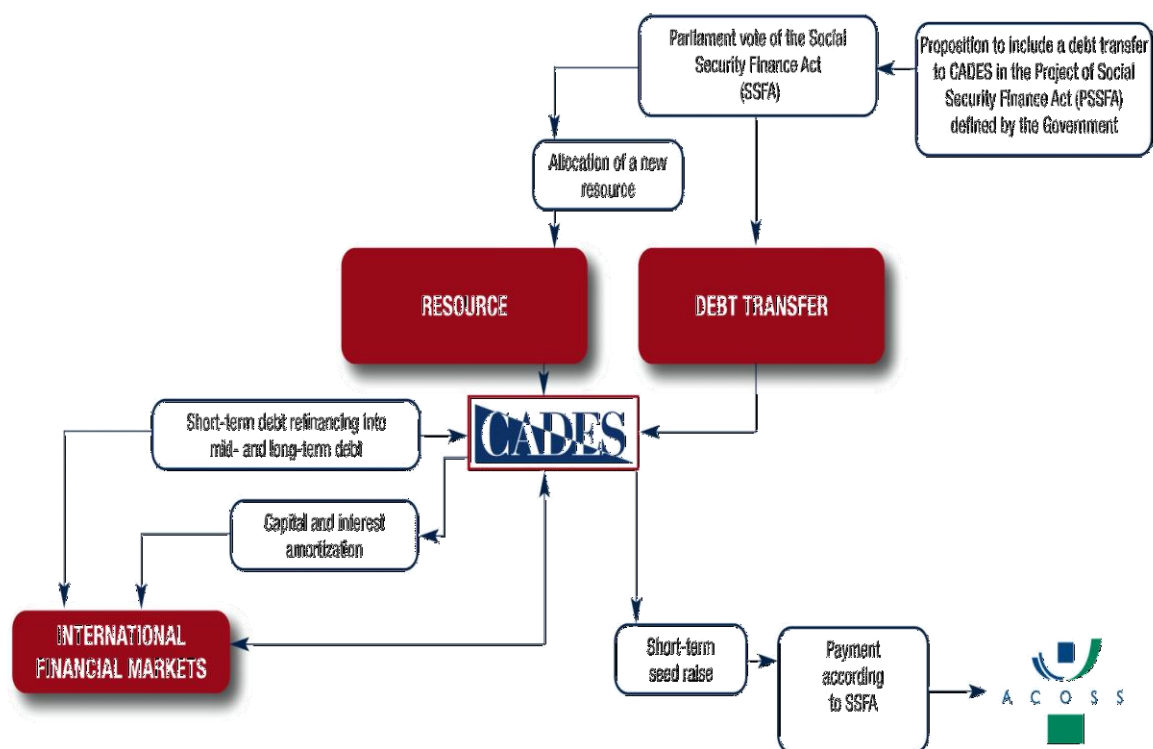 Parliament vote of the Social
Security Finance Act
(SSFA)
Proposition to include a debt transfer
to CADES in the Project of Social
Security Finance Act (PSSFA)
defined by the Government
Allocation of a new
resource
RESOURCE
DEBT TRANSFER
Short-term debt refinancing into
mid- and long-term debt
CADES
Capital and interest
amortization
INTERNATIONAL
FINANCIAL MARKETS
Short-term
seed raise
Payment
according
to SSFA
ACOSS